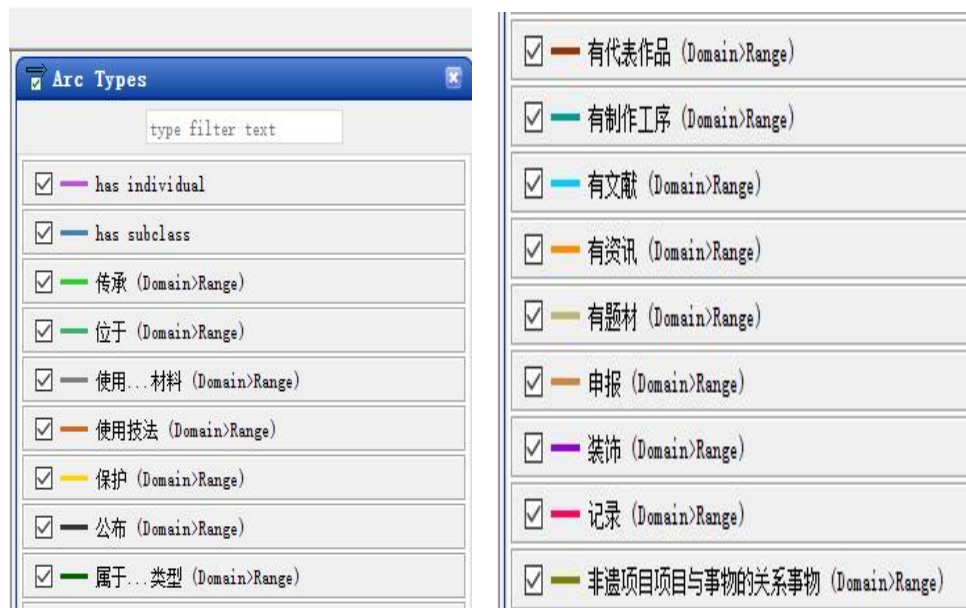 Arc Types
type filter text
has individual
has subclass
传承 (Domain>Range)
位于 (Domain>Range)
使用...材料 (Domain>Range)
使用技法 (Domain>Range)
保护 (Domain>Range)
公布 (Domain>Range)
属于...类型 (Domain>Range)
有代表作品 (Domain>Range)
有制作工序 (Domain>Range)
有文献 (Domain>Range)
有资讯 (Domain>Range)
有题材 (Domain>Range)
申报 (Domain>Range)
装饰 (Domain>Range)
记录 (Domain>Range)
非遗项目项目与事物的关系事物 (Domain>Range)